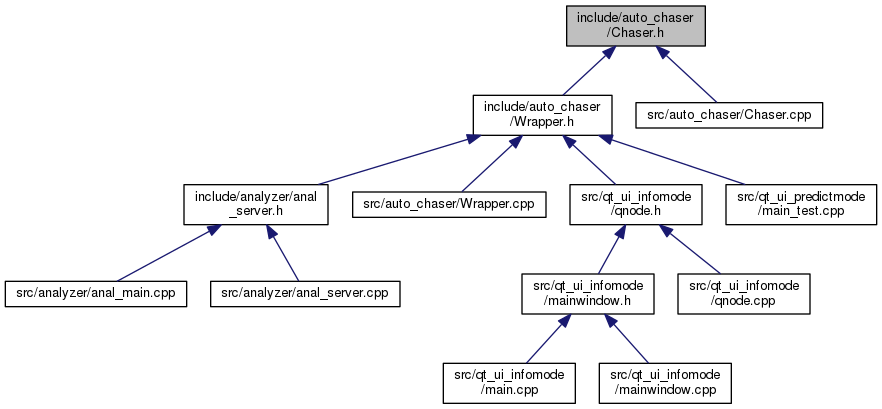 include/auto_chaser
/Chaser.h
include/auto_chaser
/Wrapper.h
src/auto_chaser/Chaser.cpp
include/analyzer/anal
_server.h
src/auto_chaser/Wrapper.cpp
src/qt_ui_infomode
/qnode.h
src/qt_ui_predictmode
/main_test.cpp
src/analyzer/anal_main.cpp
src/analyzer/anal_server.cpp
src/qt_ui_infomode
/mainwindow.h
src/qt_ui_infomode
/qnode.cpp
src/qt_ui_infomode
/main.cpp
src/qt_ui_infomode
/mainwindow.cpp